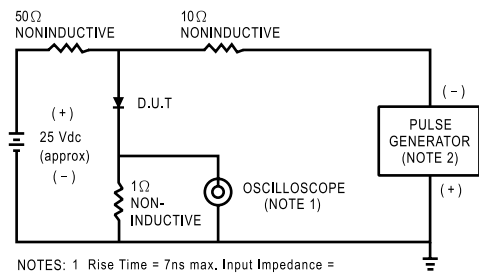 50Ω
NONINDUCTIVE
10Ω
NONINDUCTIVE
(+)
25 Vdc
(approx)
(−)
D.U.T
1Ω
NON-
INDUCTIVE
OSCILLOSCOPE
(NOTE 1)
(−)
PULSE
GENERATOR
(NOTE 2)
(+)
NOTES: 1 Rise Time = 7ns max. Input Impedance =